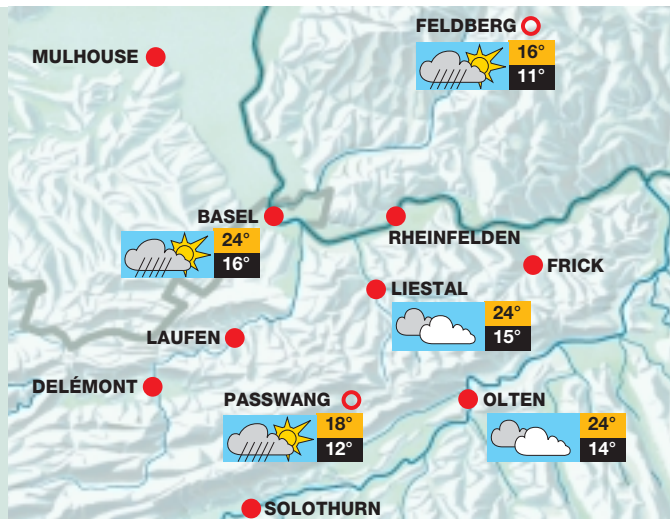 FELDBERG
16°
11°
MULHOUSE
BASEL
24°
16°
RHEINFELDEN
FRICK
LIESTAL
24°
15°
LAUFEN
DELÉMONT
PASSWANG
18°
12°
OLTEN
24°
14°
SOLOTHURN